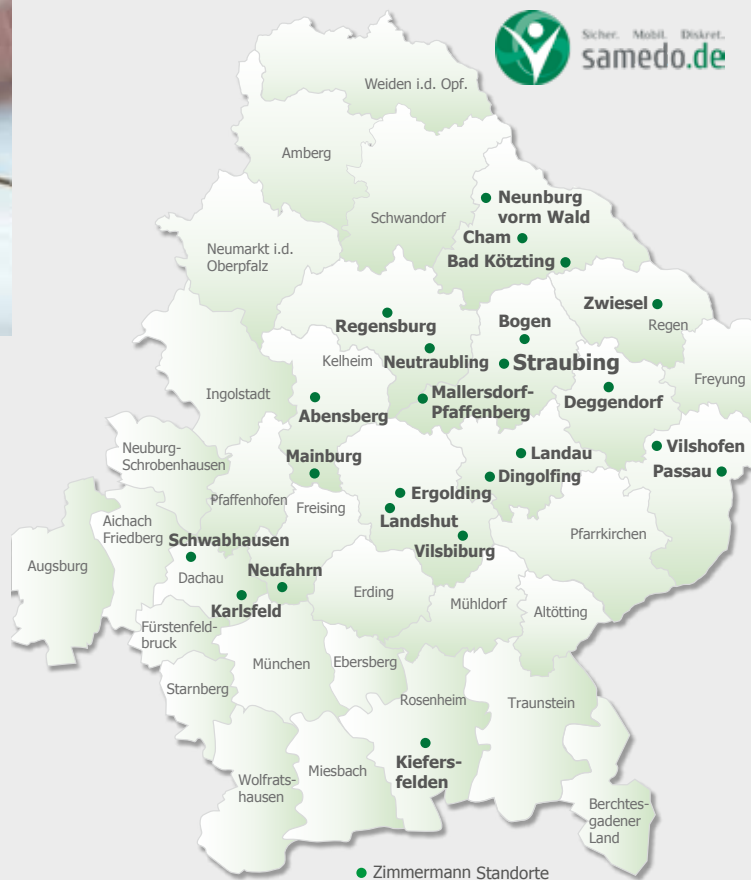 Sicher. Mobil. Diskret.
samedo.de
Weiden i.d. Opf.
Amberg
Schwandorf
Neunburg
vorm Wald
Cham
Bad Kötzting
Neumarkt i.d.
Oberpfalz
Zwiesel
Regen
Regensburg
Bogen
Kelheim
Neutraubling
Straubing
Freyung
Ingolstadt
Abensberg
Mallersdorf-
Pfaffenberg
Deggendorf
Neuburg-
Schrobenhausen
Mainburg
Landau
Vilshofen
Dingolfing
Passau
Pfaffenhofen
Freising
Ergolding
Landshut
Vilsbiburg
Pfarrkirchen
Aichach
Friedberg
Schwabhausen
Augsburg
Dachau
Neufahrn
Karlsfeld
Erding
Mühldorf
Altötting
Fürstenfeld-
bruck
München
Ebersberg
Starnberg
Rosenheim
Traunstein
Kiefers-
felden
Wolfrats-
hausen
Miesbach
Berchtes-
gadener
Land
Zimmermann Standorte